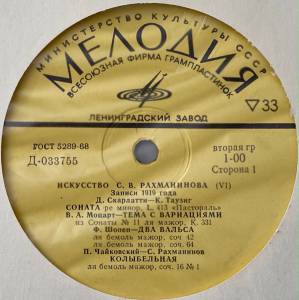 МИНИСТЕРСТВО КУЛЬТУРЫ СССР
МЕЛОДИЯ
ВСЕСОЮЗНАЯ ФИРМА ГРАМПЛАСТИНОК
ЛЕНИНГРАДСКИЙ ЗАВОД
33
ГОСТ 5289-68
Д-033755
вторая гр
1-00
Сторона 1
ИСКУССТВО С. В. РАХМАНИНОВА (VI)
Записи 1919 года
Д. Скарлатти— К. Таузиг
СОНАТА ре минор, L. 413 «Пастораль»
В. А. Моцарт—ТЕМА С ВАРИАЦИЯМИ
из Сонаты № 11 ля мажор, К. 331
Ф. Шопен—ДВА ВАЛЬСА
ля бемоль мажор, соч. 42
ля бемоль мажор, соч. 64
П. Чайковский— С. Рахманинов
КОЛЫБЕЛЬНАЯ
ля бемоль мажор, соч. 16 № 1